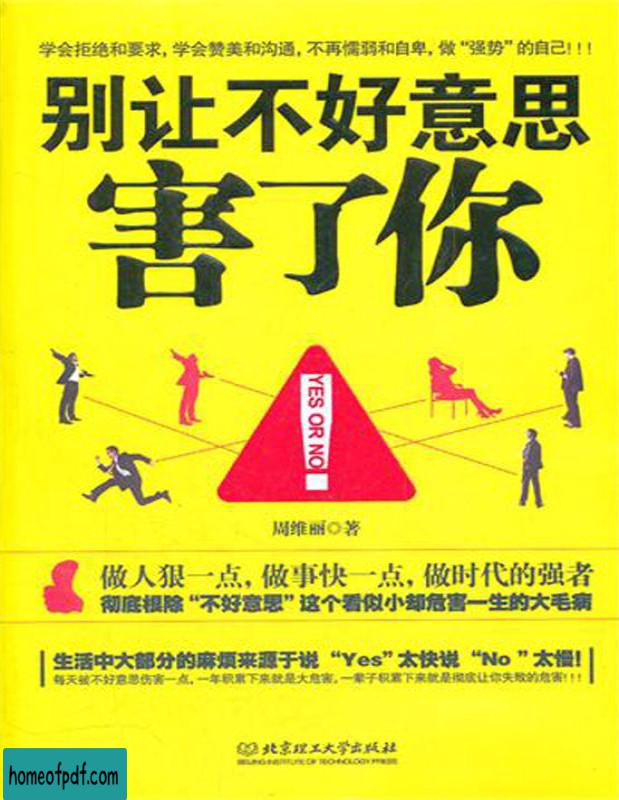 学会拒绝和要求，学会赞美和沟通，不再懦弱和自卑，做“强势”的自己!!!
别让不好意思
害了你
YES OR NO!
周维丽◎著
做人狠一点，做事快一点，做时代的强者
彻底根除“不好意思”这个看似小却危害一生的大毛病
生活中大部分的麻烦来源于说“Yes”太快说“No”太慢!
每天被不好意思伤害一点，一年积累下来就是大危害，一辈子积累下来就是彻底让你失败的危害!!!
北京理工大学出版社
BEIJING INSTITUTE OF TECHNOLOGY PRESS
homeofpdf.com